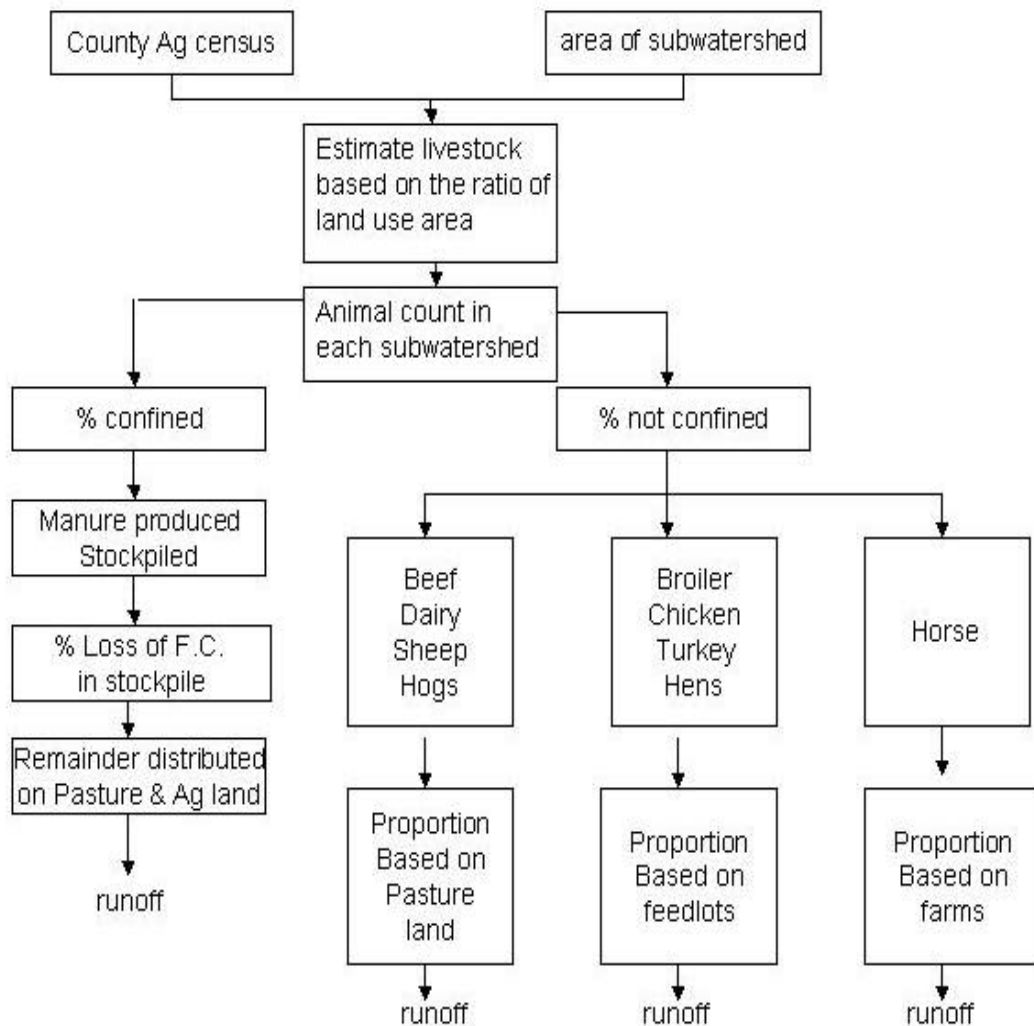 County Ag census
area of subwatershed
Estimate livestock
based on the ratio of
land use area
Animal count in
each subwatershed
% confined
% not confined
Manure produced
Stockpiled
% Loss of F.C.
in stockpile
Remainder distributed
on Pasture & Ag land
runoff
Beef
Dairy
Sheep
Hogs
Broiler
Chicken
Turkey
Hens
Horse
Proportion
Based on
Pasture
land
Proportion
Based on
feedlots
Proportion
Based on
farms
runoff
runoff
runoff